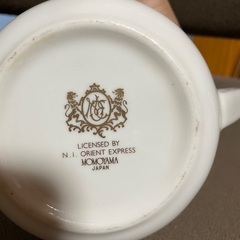 LICENSED BY
N.I. ORIENT EXPRESS
MOMOYAMA
JAPAN